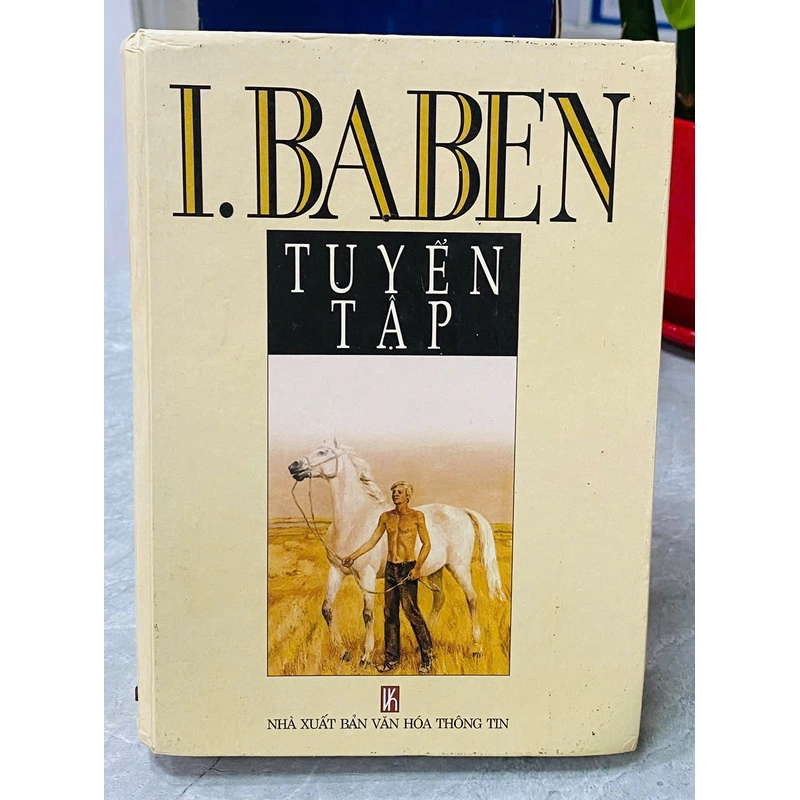 I.BABEN
TUYỂN
TẬP
NHÀ XUẤT BẢN VĂN HÓA THÔNG TIN